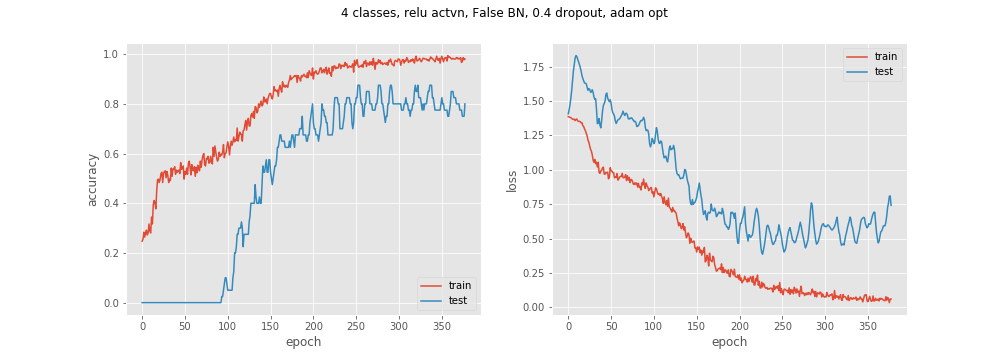 4 classes, relu actvn, False BN, 0.4 dropout, adam opt
1.0
0.8
0.6
0.4
0.2
0.0
accuracy
0 50 100 150 200 250 300 350
epoch
train
test
1.75
1.50
1.25
1.00
0.75
0.50
0.25
0.00
loss
0 50 100 150 200 250 300 350
epoch
train
test